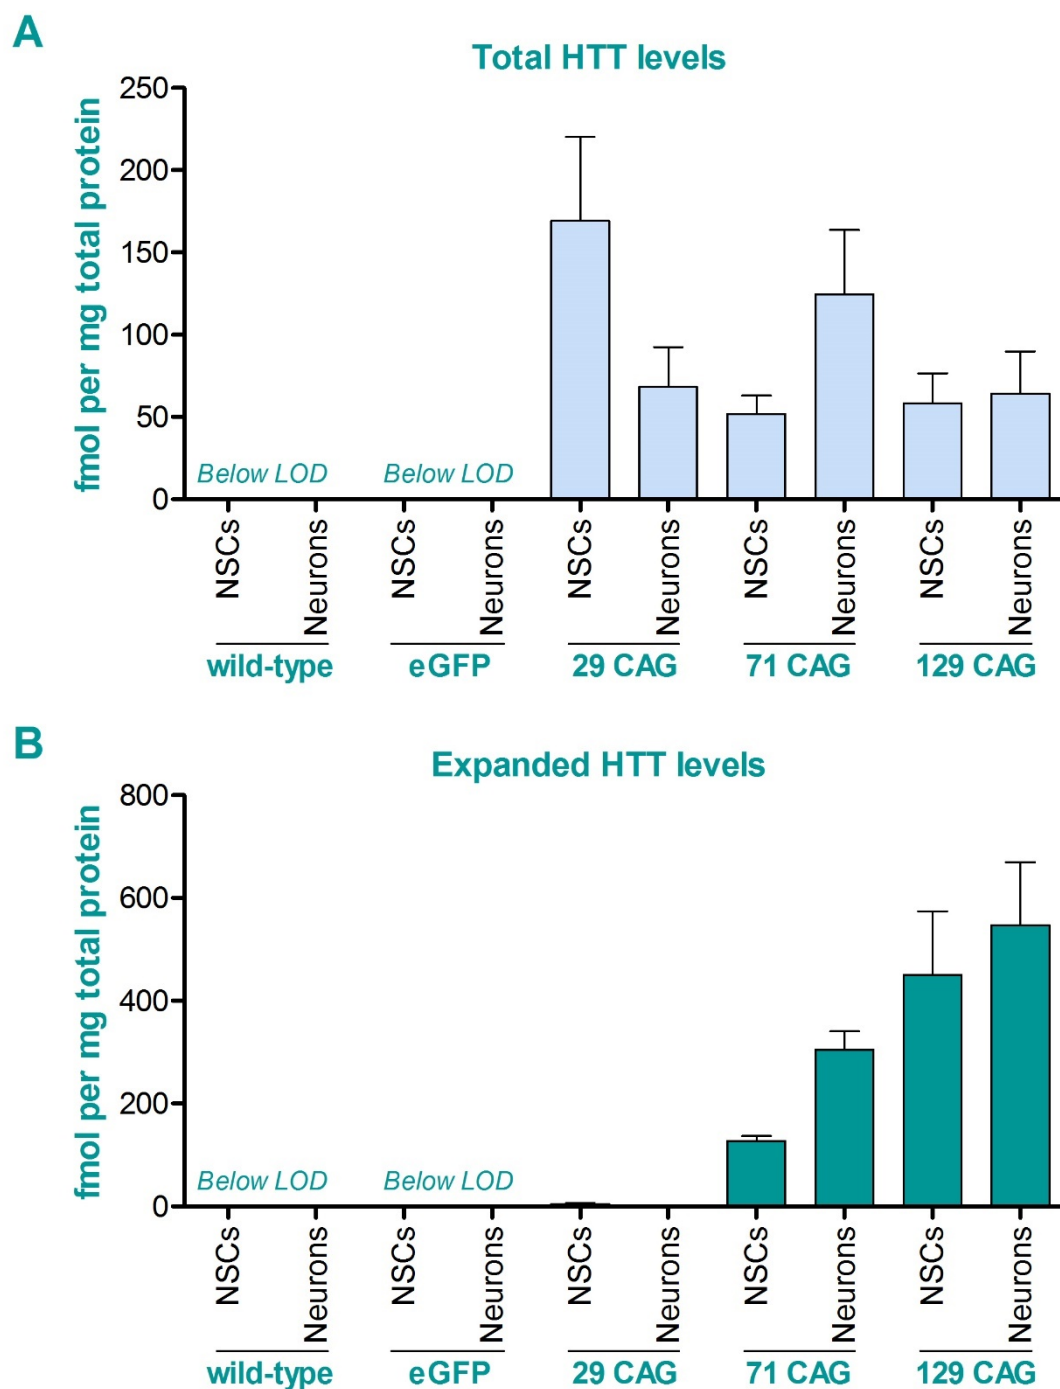 A
Total HTT levels
fmol per mg total protein
250
200
150
100
50
0
Below LOD Below LOD
NSCs Neurons NSCs Neurons NSCs Neurons NSCs Neurons NSCs Neurons
wild-type eGFP 29 CAG 71 CAG 129 CAG
B
Expanded HTT levels
fmol per mg total protein
800
600
400
200
0
Below LOD Below LOD
NSCs Neurons NSCs Neurons NSCs Neurons NSCs Neurons NSCs Neurons
wild-type eGFP 29 CAG 71 CAG 129 CAG